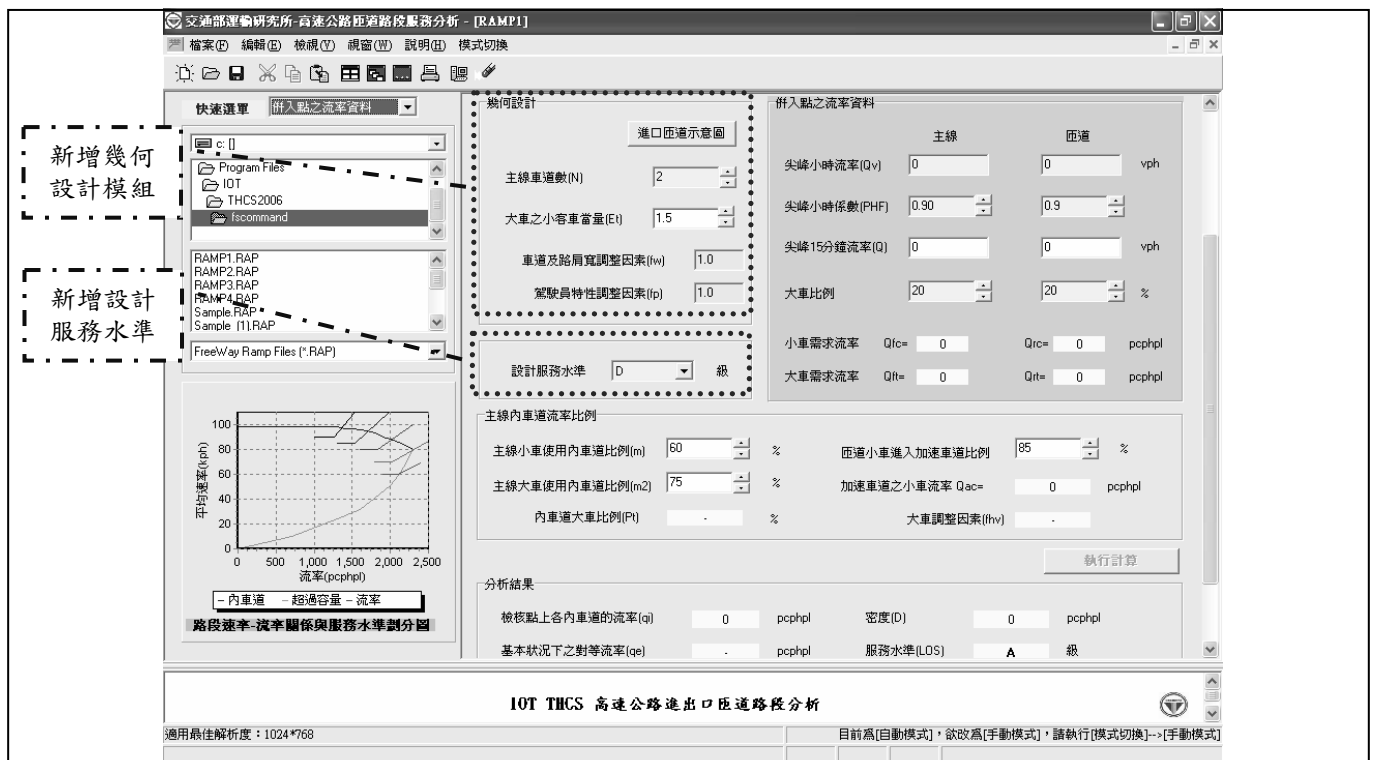 交通部運輸研究所-高速公路匝道路段服務分析 - [RAMP1]
檔案(F) 編輯(E) 檢視(V) 視窗(W) 說明(H) 模式切換
快速選單 併入點之流率資料
c: []
Program Files
IOT
THCS2006
fscommand
RAMP1.RAP
RAMP2.RAP
RAMP3.RAP
RAMP4.RAP
Sample.RAP
Sample (1).RAP
FreeWay Ramp Files (*.RAP)
新增幾何
設計模組
新增設計
服務水準
100
80
60
40
20
0
平均速率(kph)
0 500 1,000 1,500 2,000 2,500
流率(pcphpl)
內車道 超過容量 流率
路段速率-流率關係與服務水準劃分圖
幾何設計
進口匝道示意圖
主線車道數(N) 2
大車之小客車當量(Et) 1.5
車道及路肩寬調整因素(fw) 1.0
駕駛員特性調整因素(fp) 1.0
設計服務水準 D 級
併入點之流率資料
主線 匝道
尖峰小時流率(Qv) 0 0 vph
尖峰小時係數(PHF) 0.90 0.9
尖峰15分鐘流率(Q) 0 0 vph
大車比例 20 20 %
小車需求流率 Qfc= 0 Qrc= 0 pcphpl
大車需求流率 Qft= 0 Qrt= 0 pcphpl
主線內車道流率比例
主線小車使用內車道比例(m) 60 % 匝道小車進入加速車道比例 85 %
主線大車使用內車道比例(m2) 75 % 加速車道之小車流率 Qac= 0 pcphpl
內車道大車比例(Pt) - % 大車調整因素(fhv) -
執行計算
分析結果
檢核點上各內車道的流率(qi) 0 pcphpl 密度(D) 0 pcphpl
基本狀況下之對等流率(qe) - pcphpl 服務水準(LOS) A 級
IOT THCS 高速公路進出口匝道路段分析
適用最佳解析度：1024*768
目前為[自動模式]，欲改為[手動模式]，請執行[模式切換]-->[手動模式]